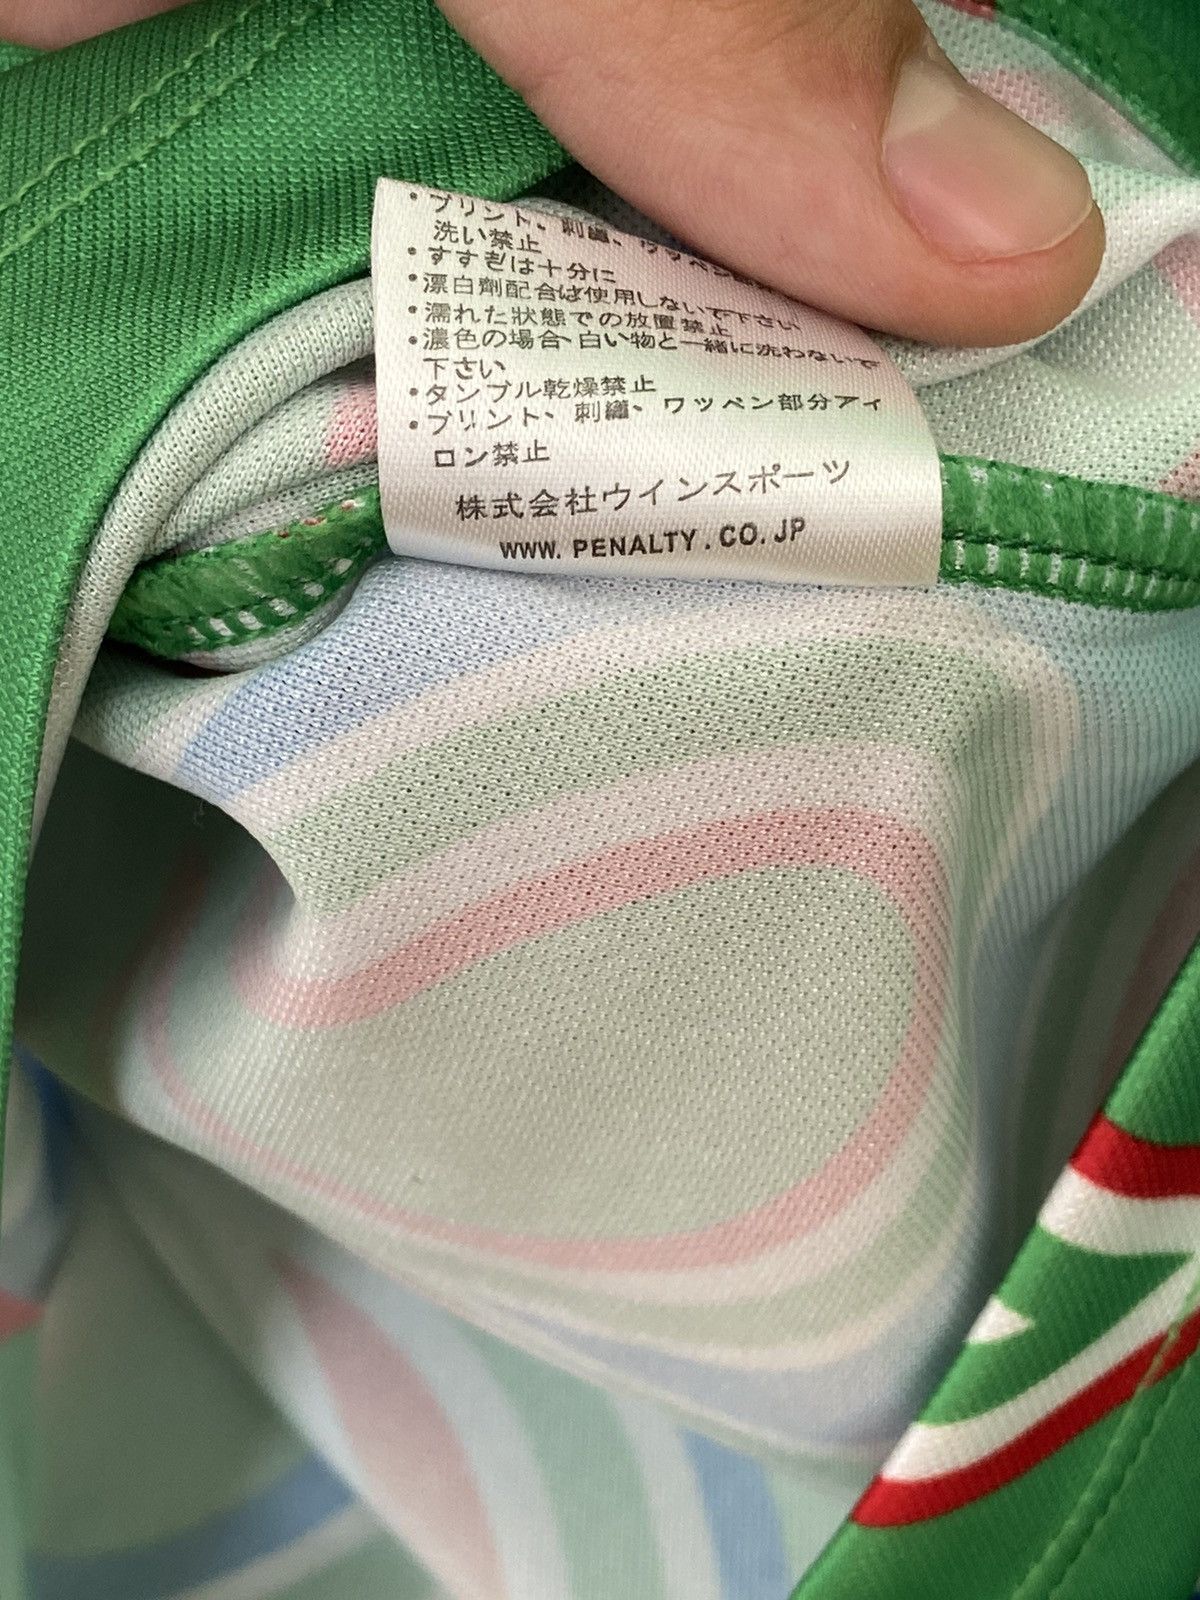 ・プリント、刺繍、ワッペン
洗い禁止
・すすぎは十分に
・漂白剤配合は使用しないで下さい
・濡れた状態での放置禁止
・濃色の場合、白い物と一緒に洗わないで
下さい
・タンブル乾燥禁止
・プリント、刺繍、ワッペン部分アイ
ロン禁止
株式会社ウインスポーツ
WWW.PENALTY.CO.JP